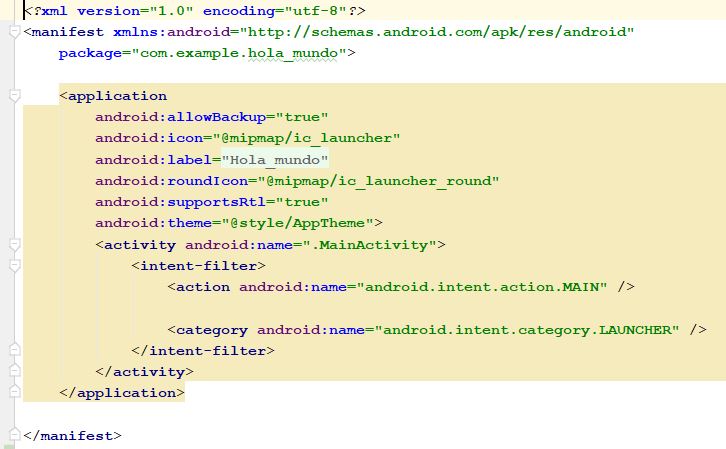 <?xml version="1.0" encoding="utf-8"?>
<manifest xmlns:android="http://schemas.android.com/apk/res/android"
    package="com.example.hola_mundo">

    <application
        android:allowBackup="true"
        android:icon="@mipmap/ic_launcher"
        android:label="Hola_mundo"
        android:roundIcon="@mipmap/ic_launcher_round"
        android:supportsRtl="true"
        android:theme="@style/AppTheme">
        <activity android:name=".MainActivity">
            <intent-filter>
                <action android:name="android.intent.action.MAIN" />

                <category android:name="android.intent.category.LAUNCHER" />
            </intent-filter>
        </activity>
    </application>

</manifest>